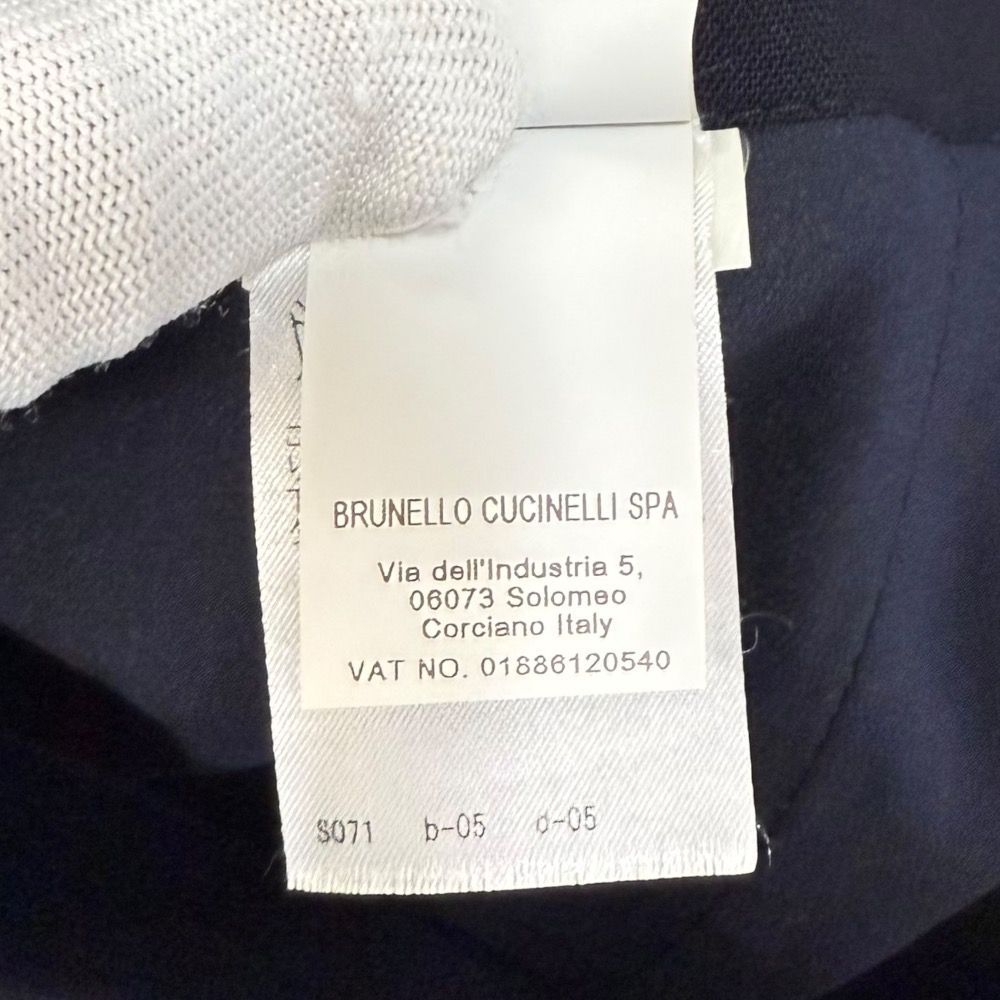 BRUNELLO CUCINELLI SPA
Via dell'Industria 5,
06073 Solomeo
Corciano Italy
VAT NO. 01886120540
S071 b-05 d-05